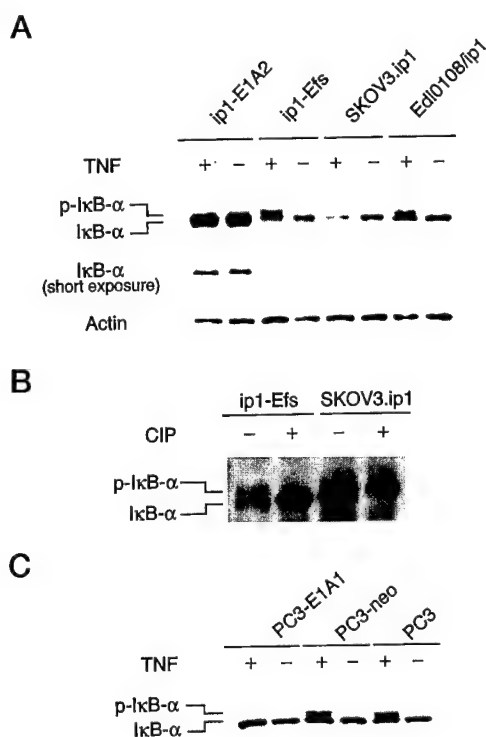 A
ip1-E1A2 ip1-Efs SKOV3.ip1 Edl0108/ip1
TNF + − + − + − + −
p-IκB-α
IκB-α
IκB-α
(short exposure)
Actin
B
ip1-Efs SKOV3.ip1
CIP − + − +
p-IκB-α
IκB-α
C
PC3-E1A1 PC3-neo PC3
TNF + − + − + −
p-IκB-α
IκB-α